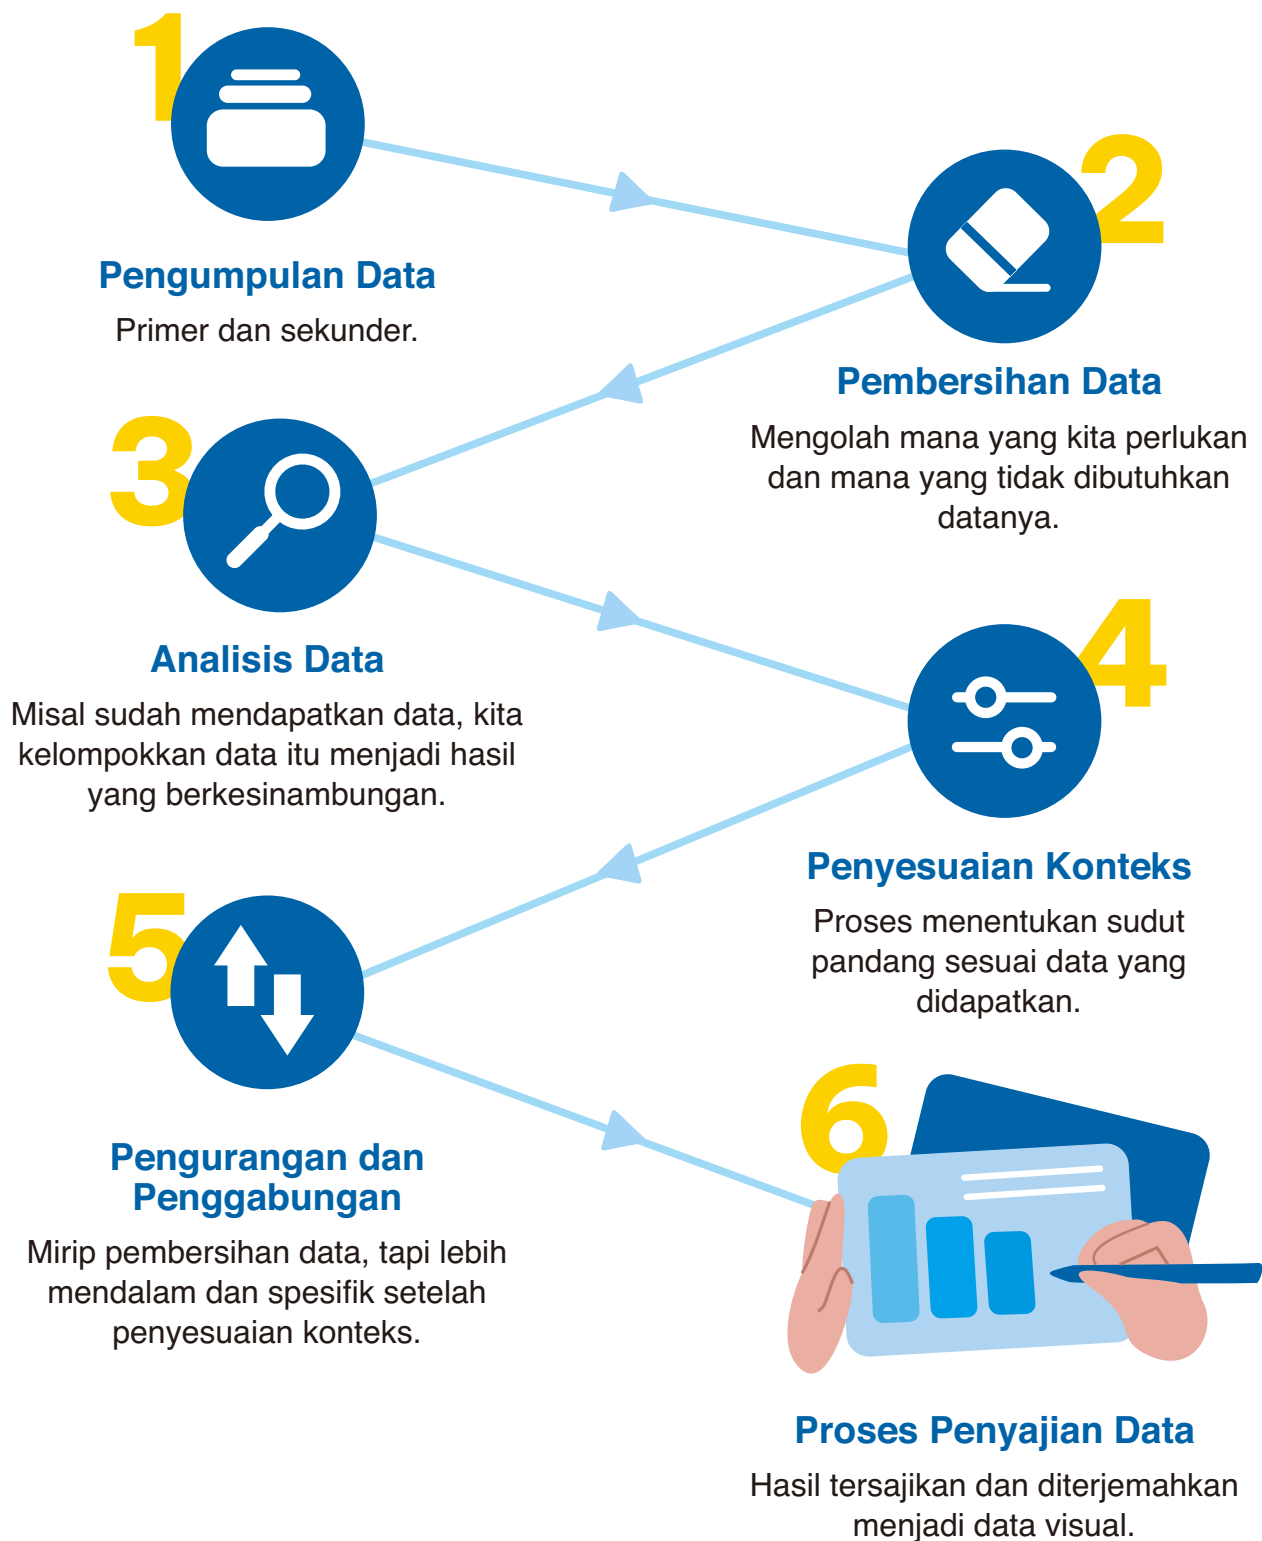 1
Pengumpulan Data
Primer dan sekunder.
2
Pembersihan Data
Mengolah mana yang kita perlukan
dan mana yang tidak dibutuhkan
datanya.
3
Analisis Data
Misal sudah mendapatkan data, kita
kelompokkan data itu menjadi hasil
yang berkesinambungan.
4
Penyesuaian Konteks
Proses menentukan sudut
pandang sesuai data yang
didapatkan.
5
Pengurangan dan
Penggabungan
Mirip pembersihan data, tapi lebih
mendalam dan spesifik setelah
penyesuaian konteks.
6
Proses Penyajian Data
Hasil tersajikan dan diterjemahkan
menjadi data visual.